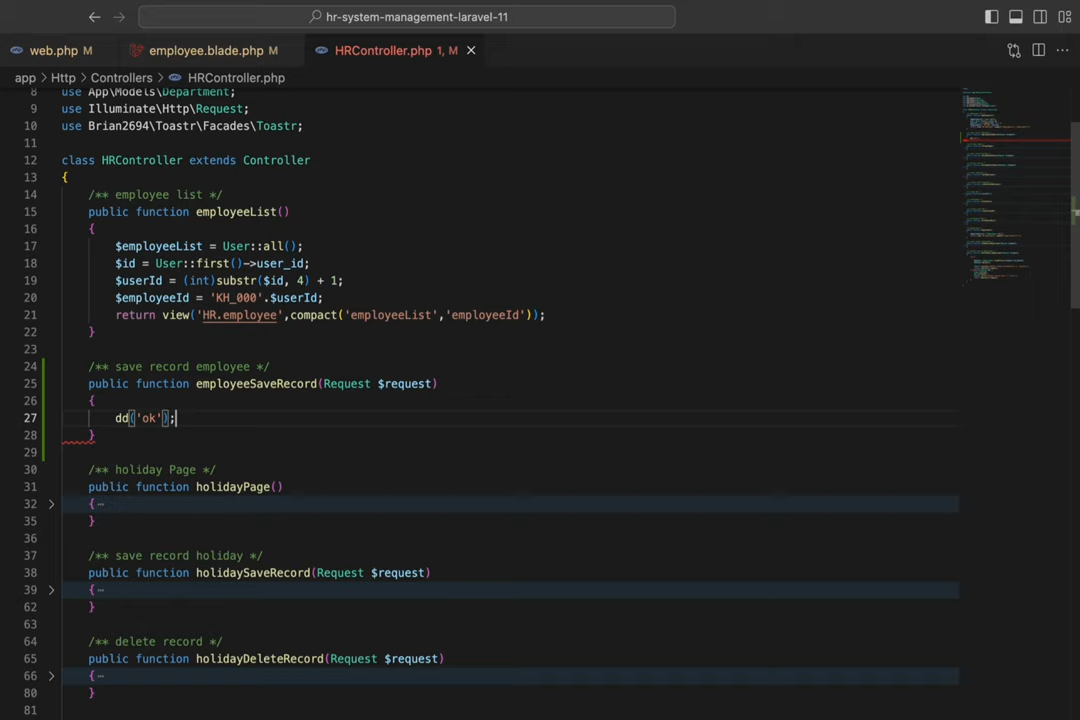 hr-system-management-laravel-11
web.php M
employee.blade.php M
HRController.php 1, M
app > Http > Controllers > HRController.php
8 use App\Models\Department;
9 use Illuminate\Http\Request;
10 use Brian2694\Toastr\Facades\Toastr;
11
12 class HRController extends Controller
13 {
14 /** employee list */
15 public function employeeList()
16 {
17 $employeeList = User::all();
18 $id = User::first()->user_id;
19 $userId = (int)substr($id, 4) + 1;
20 $employeeId = 'KH_000'.$userId;
21 return view('HR.employee',compact('employeeList','employeeId'));
22 }
23
24 /** save record employee */
25 public function employeeSaveRecord(Request $request)
26 {
27 dd('ok');
28 }
29
30 /** holiday Page */
31 public function holidayPage()
32 { ⋯
35 }
36
37 /** save record holiday */
38 public function holidaySaveRecord(Request $request)
39 { ⋯
62 }
63
64 /** delete record */
65 public function holidayDeleteRecord(Request $request)
66 { ⋯
80 }
81